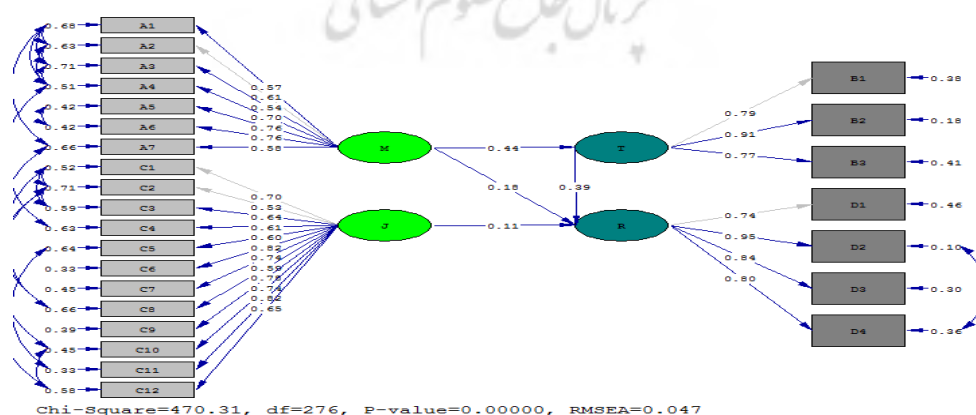 پرتال جامع علوم انسانی
0.68 A1
0.63 A2
0.71 A3
0.51 A4
0.42 A5
0.42 A6
0.66 A7
0.52 C1
0.71 C2
0.59 C3
0.63 C4
0.64 C5
0.33 C6
0.45 C7
0.66 C8
0.39 C9
0.45 C10
0.33 C11
0.58 C12
0.57
0.61
0.54
0.70
0.76
0.76
0.58
0.70
0.53
0.64
0.61
0.60
0.82
0.74
0.59
0.78
0.74
0.82
0.65
M 0.44 T
0.18 0.39
J 0.11 R
0.79
0.91
0.77
0.74
0.95
0.84
0.80
B1 0.38
B2 0.18
B3 0.41
D1 0.46
D2 0.10
D3 0.30
D4 0.36
Chi-Square=470.31, df=276, P-value=0.00000, RMSEA=0.047